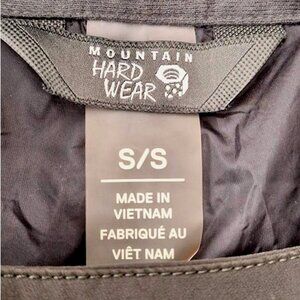 MOUNTAIN
HARD
WEAR
S/S
MADE IN
VIETNAM
FABRIQUÉ AU
VIÊT NAM